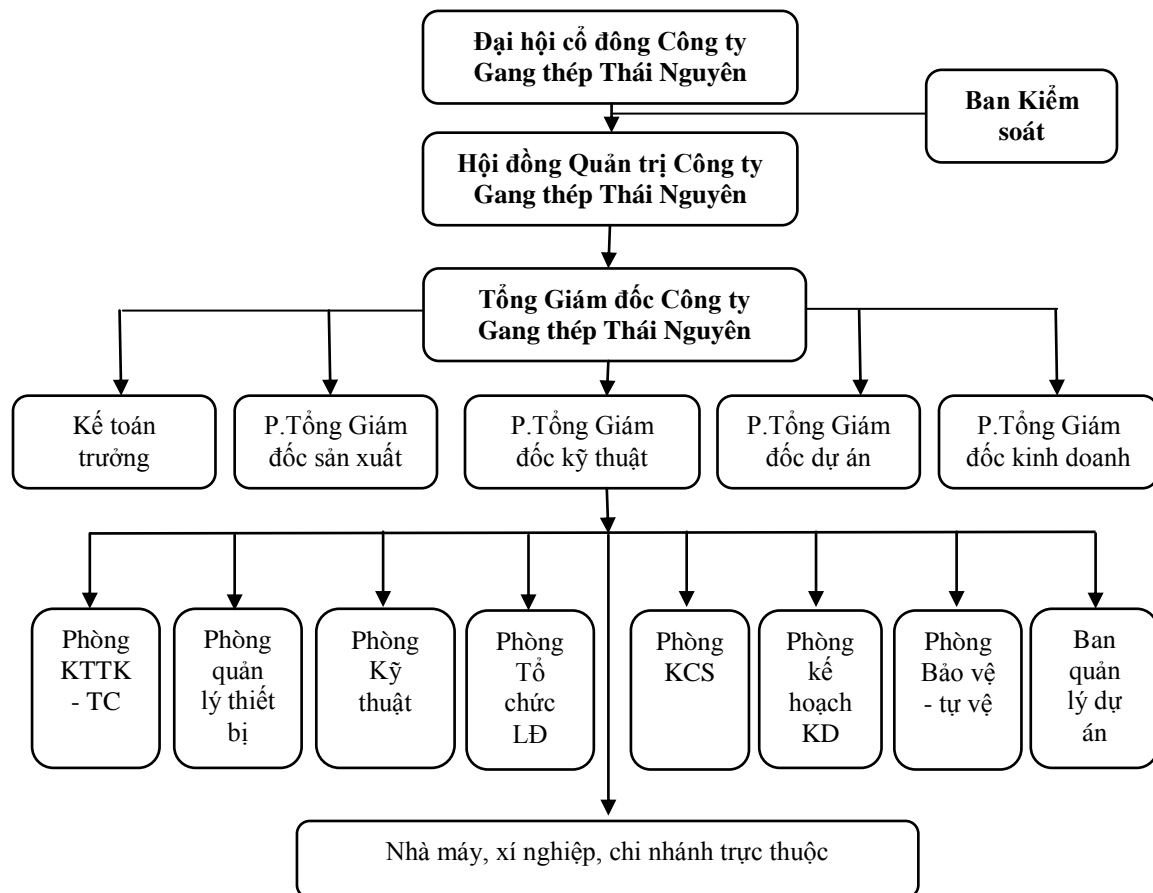 Đại hội cổ đông Công ty
Gang thép Thái Nguyên
Ban Kiểm
soát
Hội đồng Quản trị Công ty
Gang thép Thái Nguyên
Tổng Giám đốc Công ty
Gang thép Thái Nguyên
Kế toán
trưởng
P.Tổng Giám
đốc sản xuất
P.Tổng Giám
đốc kỹ thuật
P.Tổng Giám
đốc dự án
P.Tổng Giám
đốc kinh doanh
Phòng
KTTK
- TC
Phòng
quản
lý thiết
bị
Phòng
Kỹ
thuật
Phòng
Tổ
chức
LĐ
Phòng
KCS
Phòng
kế
hoạch
KD
Phòng
Bảo vệ
- tự vệ
Ban
quản
lý dự
án
Nhà máy, xí nghiệp, chi nhánh trực thuộc